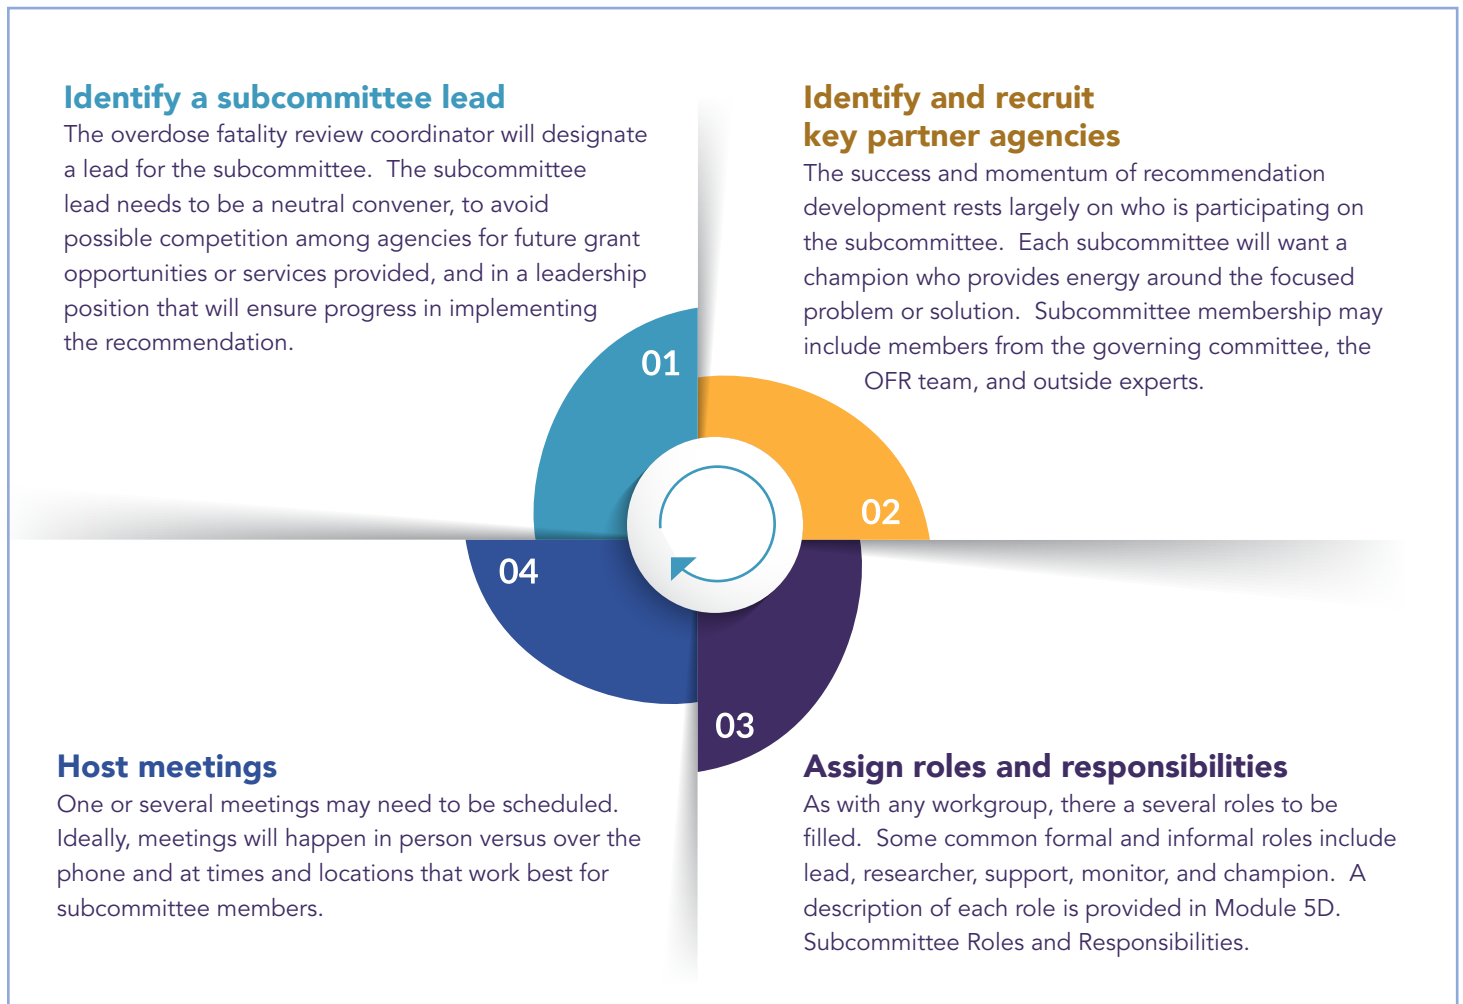 Identify a subcommittee lead
The overdose fatality review coordinator will designate
a lead for the subcommittee.  The subcommittee
lead needs to be a neutral convener, to avoid
possible competition among agencies for future grant
opportunities or services provided, and in a leadership
position that will ensure progress in implementing
the recommendation.
01
Identify and recruit
key partner agencies
The success and momentum of recommendation
development rests largely on who is participating on
the subcommittee.  Each subcommittee will want a
champion who provides energy around the focused
problem or solution.  Subcommittee membership may
include members from the governing committee, the
OFR team, and outside experts.
02
03
Assign roles and responsibilities
As with any workgroup, there a several roles to be
filled.  Some common formal and informal roles include
lead, researcher, support, monitor, and champion.  A
description of each role is provided in Module 5D.
Subcommittee Roles and Responsibilities.
04
Host meetings
One or several meetings may need to be scheduled.
Ideally, meetings will happen in person versus over the
phone and at times and locations that work best for
subcommittee members.